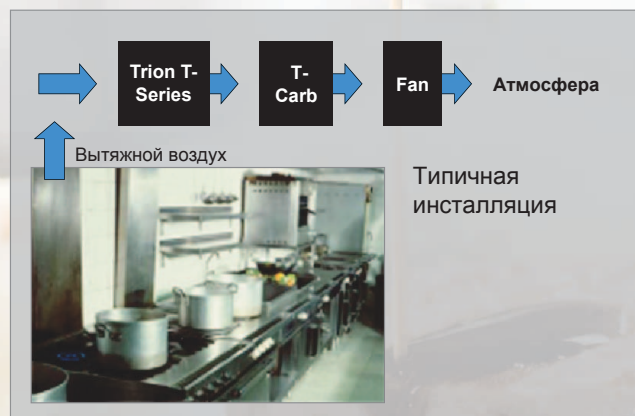 Trion T-
Series
T-
Carb
Fan
Атмосфера
Вытяжной воздух
Типичная
инсталляция